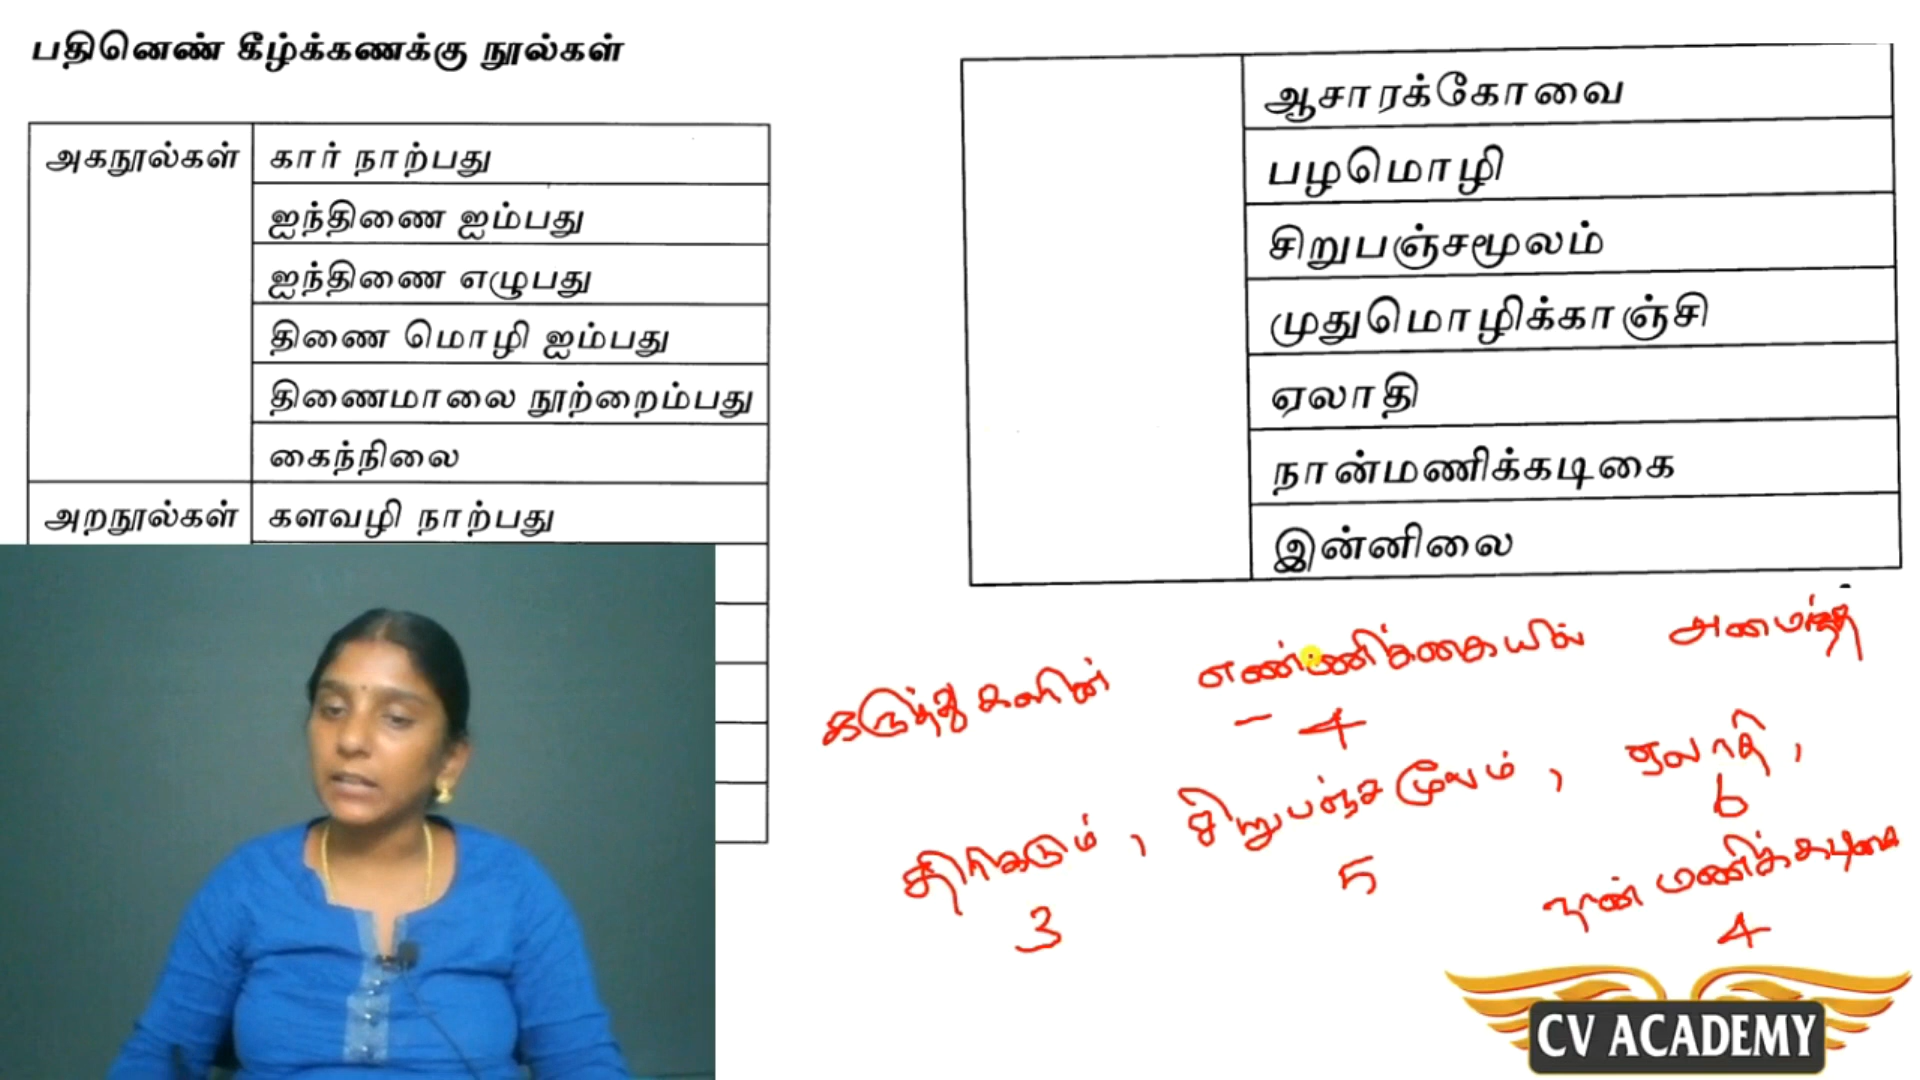 பதினெண் கீழ்க்கணக்கு நூல்கள்
அகநூல்கள் கார் நாற்பது
ஐந்திணை ஐம்பது
ஐந்திணை எழுபது
திணை மொழி ஐம்பது
திணைமாலை நூற்றைம்பது
கைந்நிலை
அறநூல்கள் களவழி நாற்பது
ஆசாரக்கோவை
பழமொழி
சிறுபஞ்சமூலம்
முதுமொழிக்காஞ்சி
ஏலாதி
நான்மணிக்கடிகை
இன்னிலை
கருத்துகளின் எண்ணிக்கையில் அமைந்த
- 4
திரிகடுகம், சிறுபஞ்சமூலம், ஏலாதி,
3 5 6
நான்மணிக்கடிகை
4
CV ACADEMY